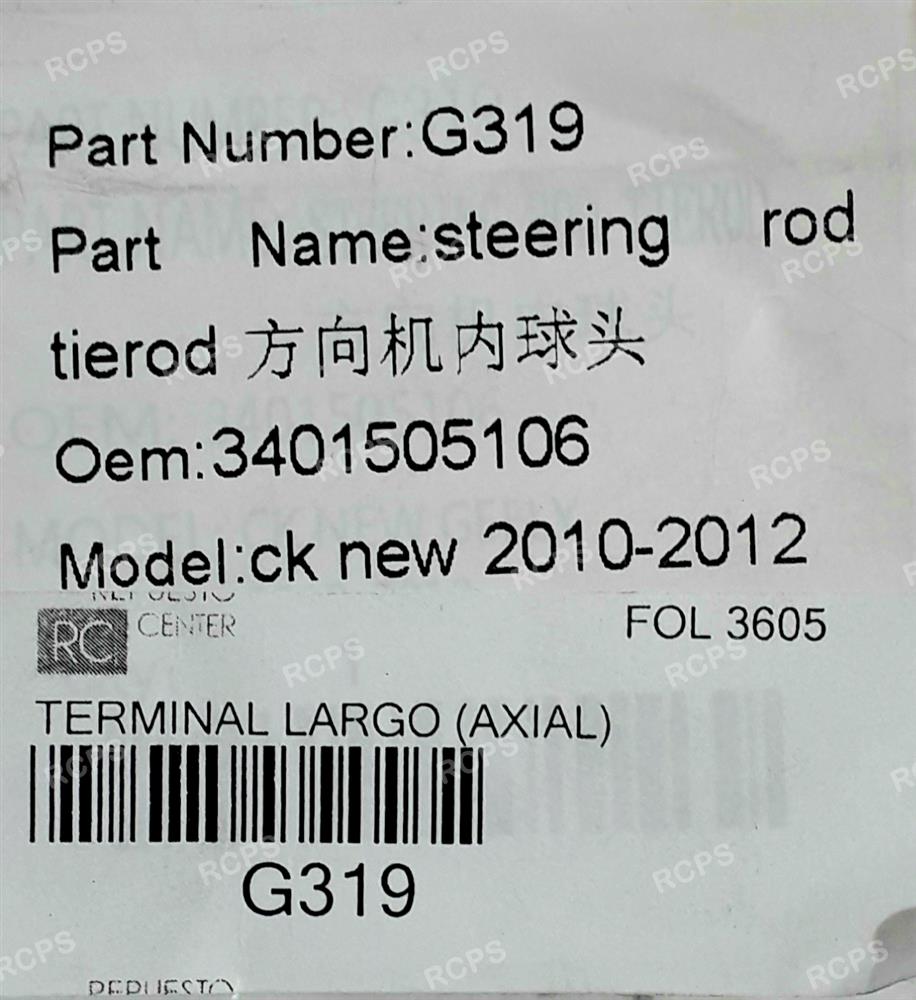 Part Number:G319
Part Name:steering rod
tierod 方向机内球头
Oem:3401505106
Model:ck new 2010-2012
RC CENTER
FOL 3605
TERMINAL LARGO (AXIAL)
G319
RCPS